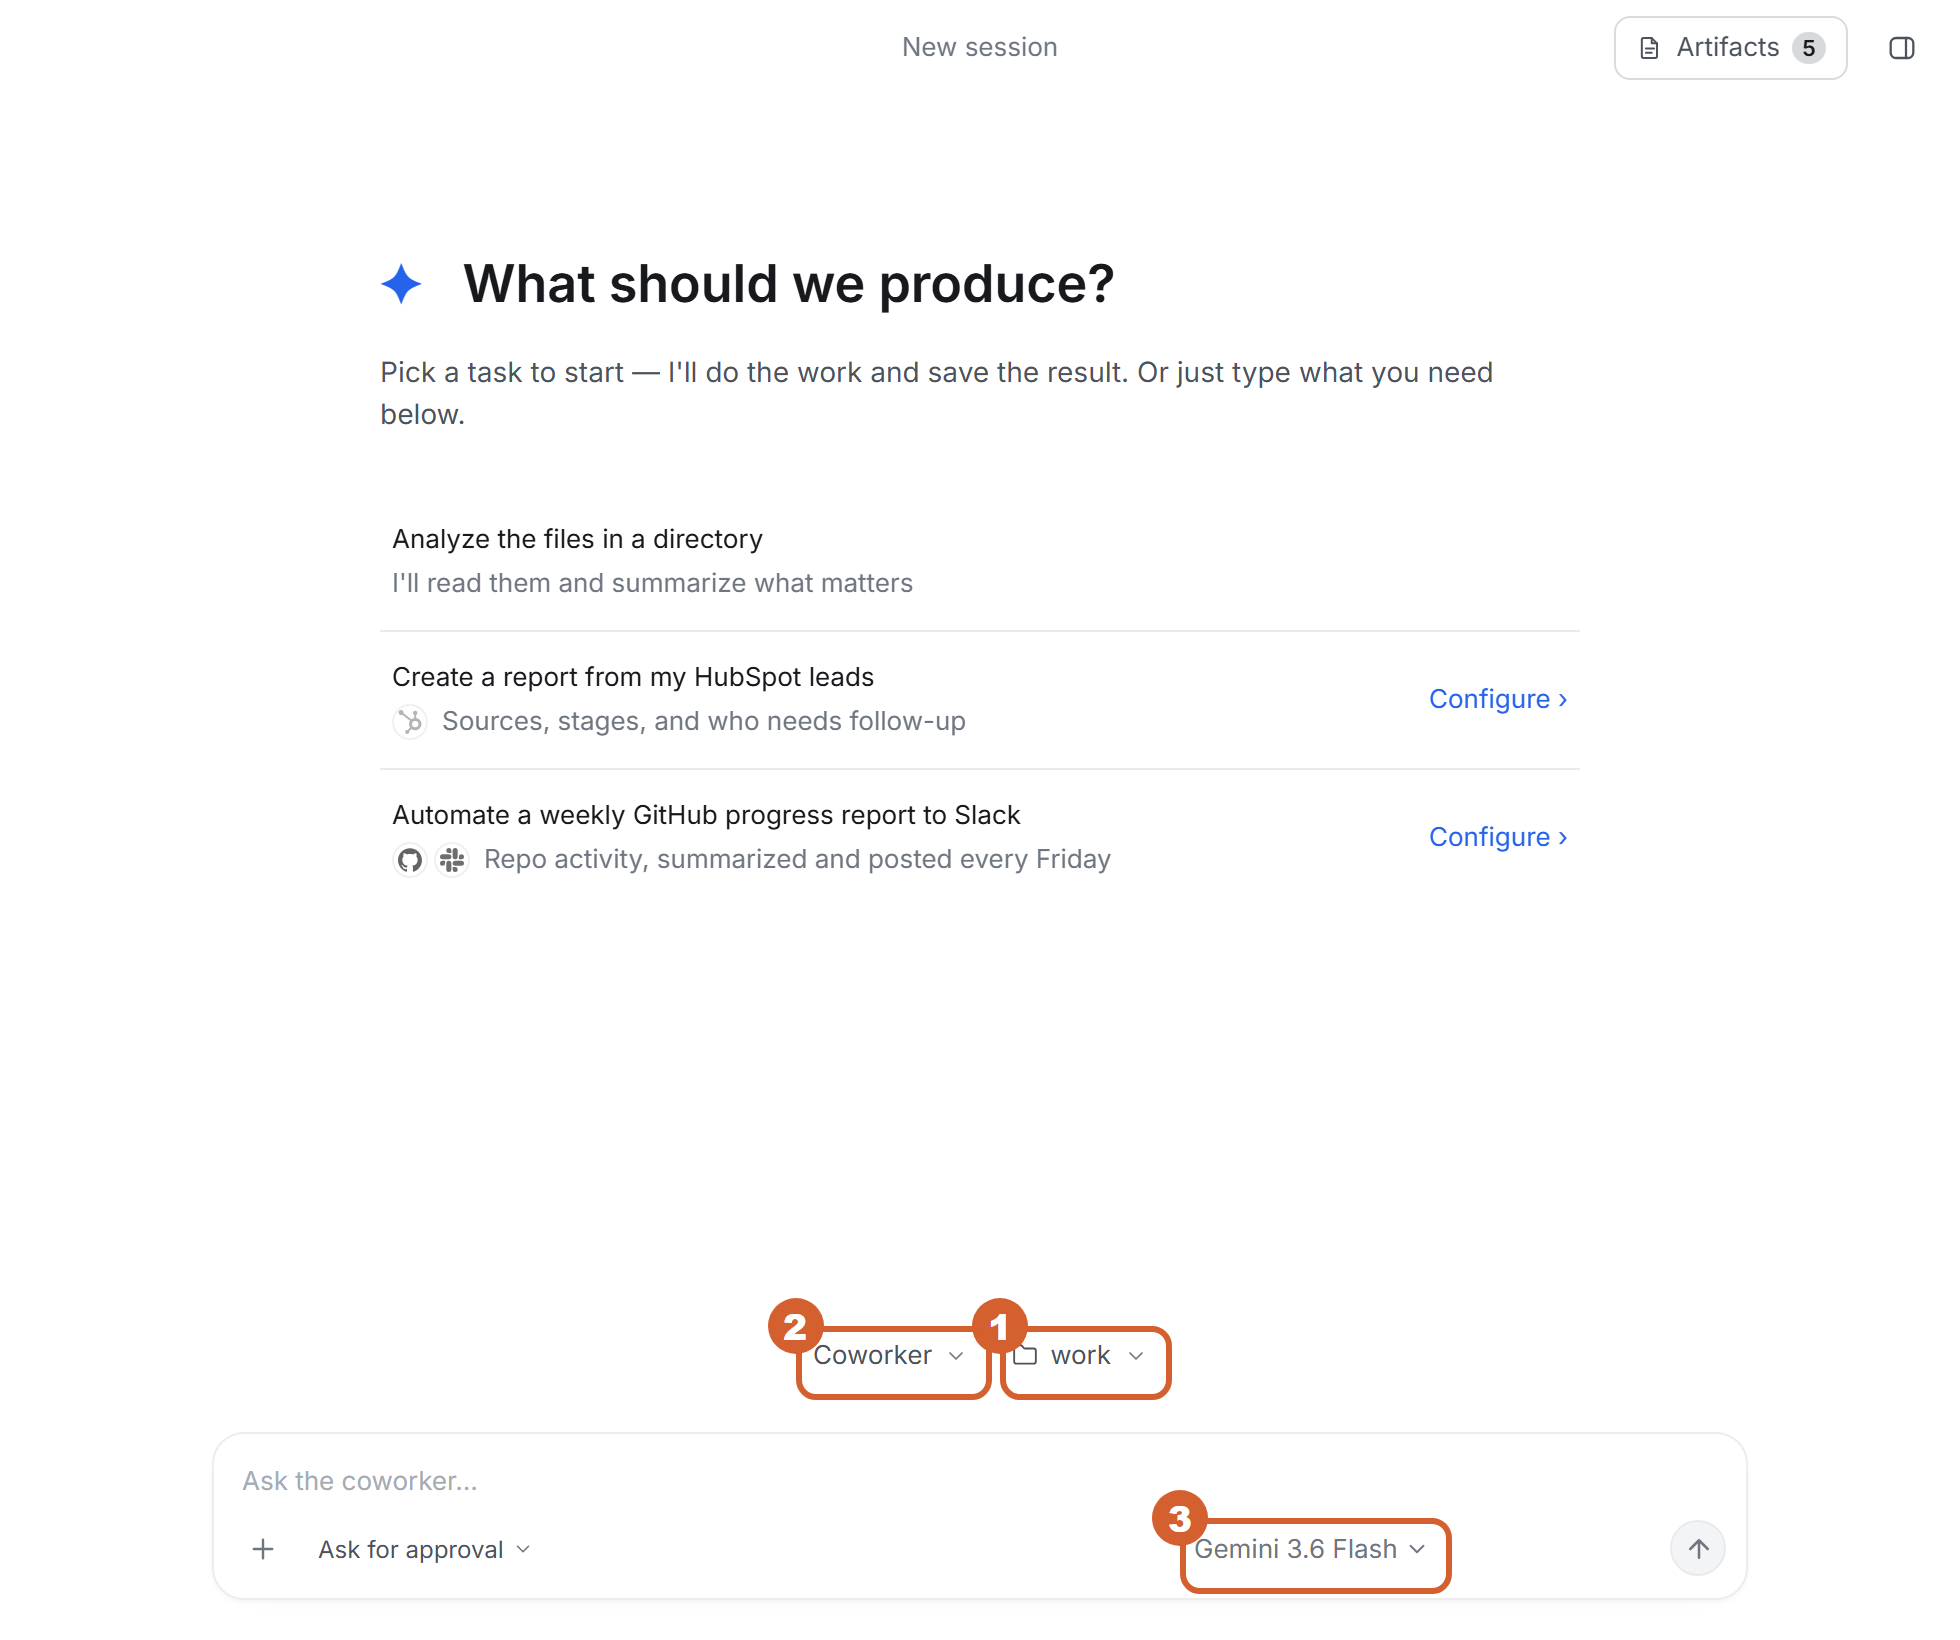 New session
Artifacts 5
What should we produce?
Pick a task to start — I'll do the work and save the result. Or just type what you need
below.
Analyze the files in a directory
I'll read them and summarize what matters
Create a report from my HubSpot leads
Sources, stages, and who needs follow-up
Configure ›
Automate a weekly GitHub progress report to Slack
Repo activity, summarized and posted every Friday
Configure ›
2 Coworker
1 work
Ask the coworker...
Ask for approval
3 Gemini 3.6 Flash